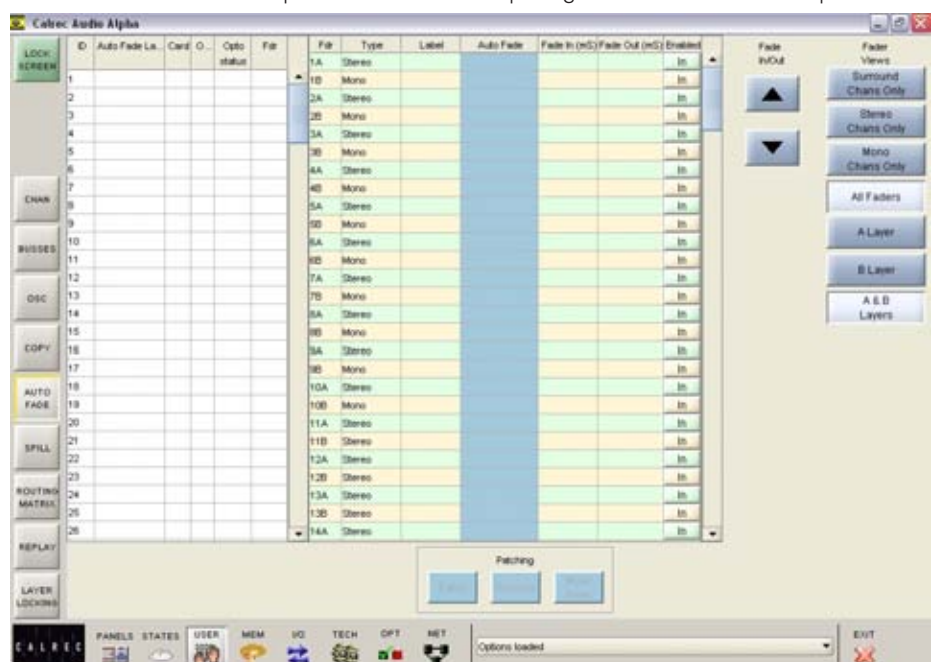 Calrec Audio Alpha
LOCK SCREEN
CHAN
BUSSES
OSC
COPY
AUTO FADE
SPILL
ROUTING MATRIX
REPLAY
LAYER LOCKING
ID Auto Fade La... Card O... Opto status Fdr
1
2
3
4
5
6
7
8
9
10
11
12
13
14
15
16
17
18
19
20
21
22
23
24
25
26
Fdr Type Label Auto Fade Fade In (mS) Fade Out (mS) Enabled
1A Stereo In
1B Mono In
2A Stereo In
2B Mono In
3A Stereo In
3B Mono In
4A Stereo In
4B Mono In
5A Stereo In
5B Mono In
6A Stereo In
6B Mono In
7A Stereo In
7B Mono In
8A Stereo In
8B Mono In
9A Stereo In
9B Mono In
10A Stereo In
10B Mono In
11A Stereo In
11B Mono In
12A Stereo In
12B Stereo In
13A Stereo In
13B Stereo In
14A Stereo In
Fade In/Out
Fader Views
Surround Chans Only
Stereo Chans Only
Mono Chans Only
All Faders
A Layer
B Layer
A & B Layers
Patching
CALREC
PANELS STATES USER MEM I/O TECH OPT NET
Options loaded
EXIT